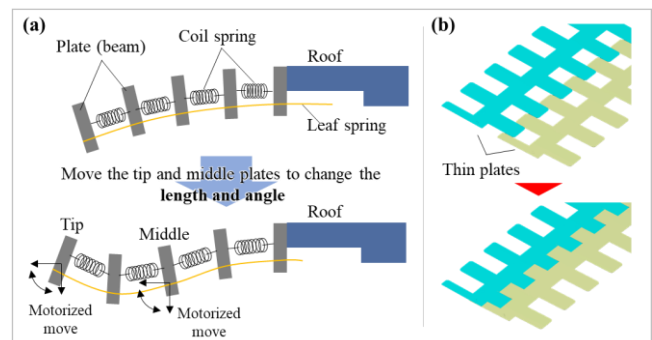 (a)
Plate (beam)
Coil spring
Roof
Leaf spring
Move the tip and middle plates to change the
length and angle
Tip
Middle
Roof
Motorized
move
Motorized
move
(b)
Thin plates